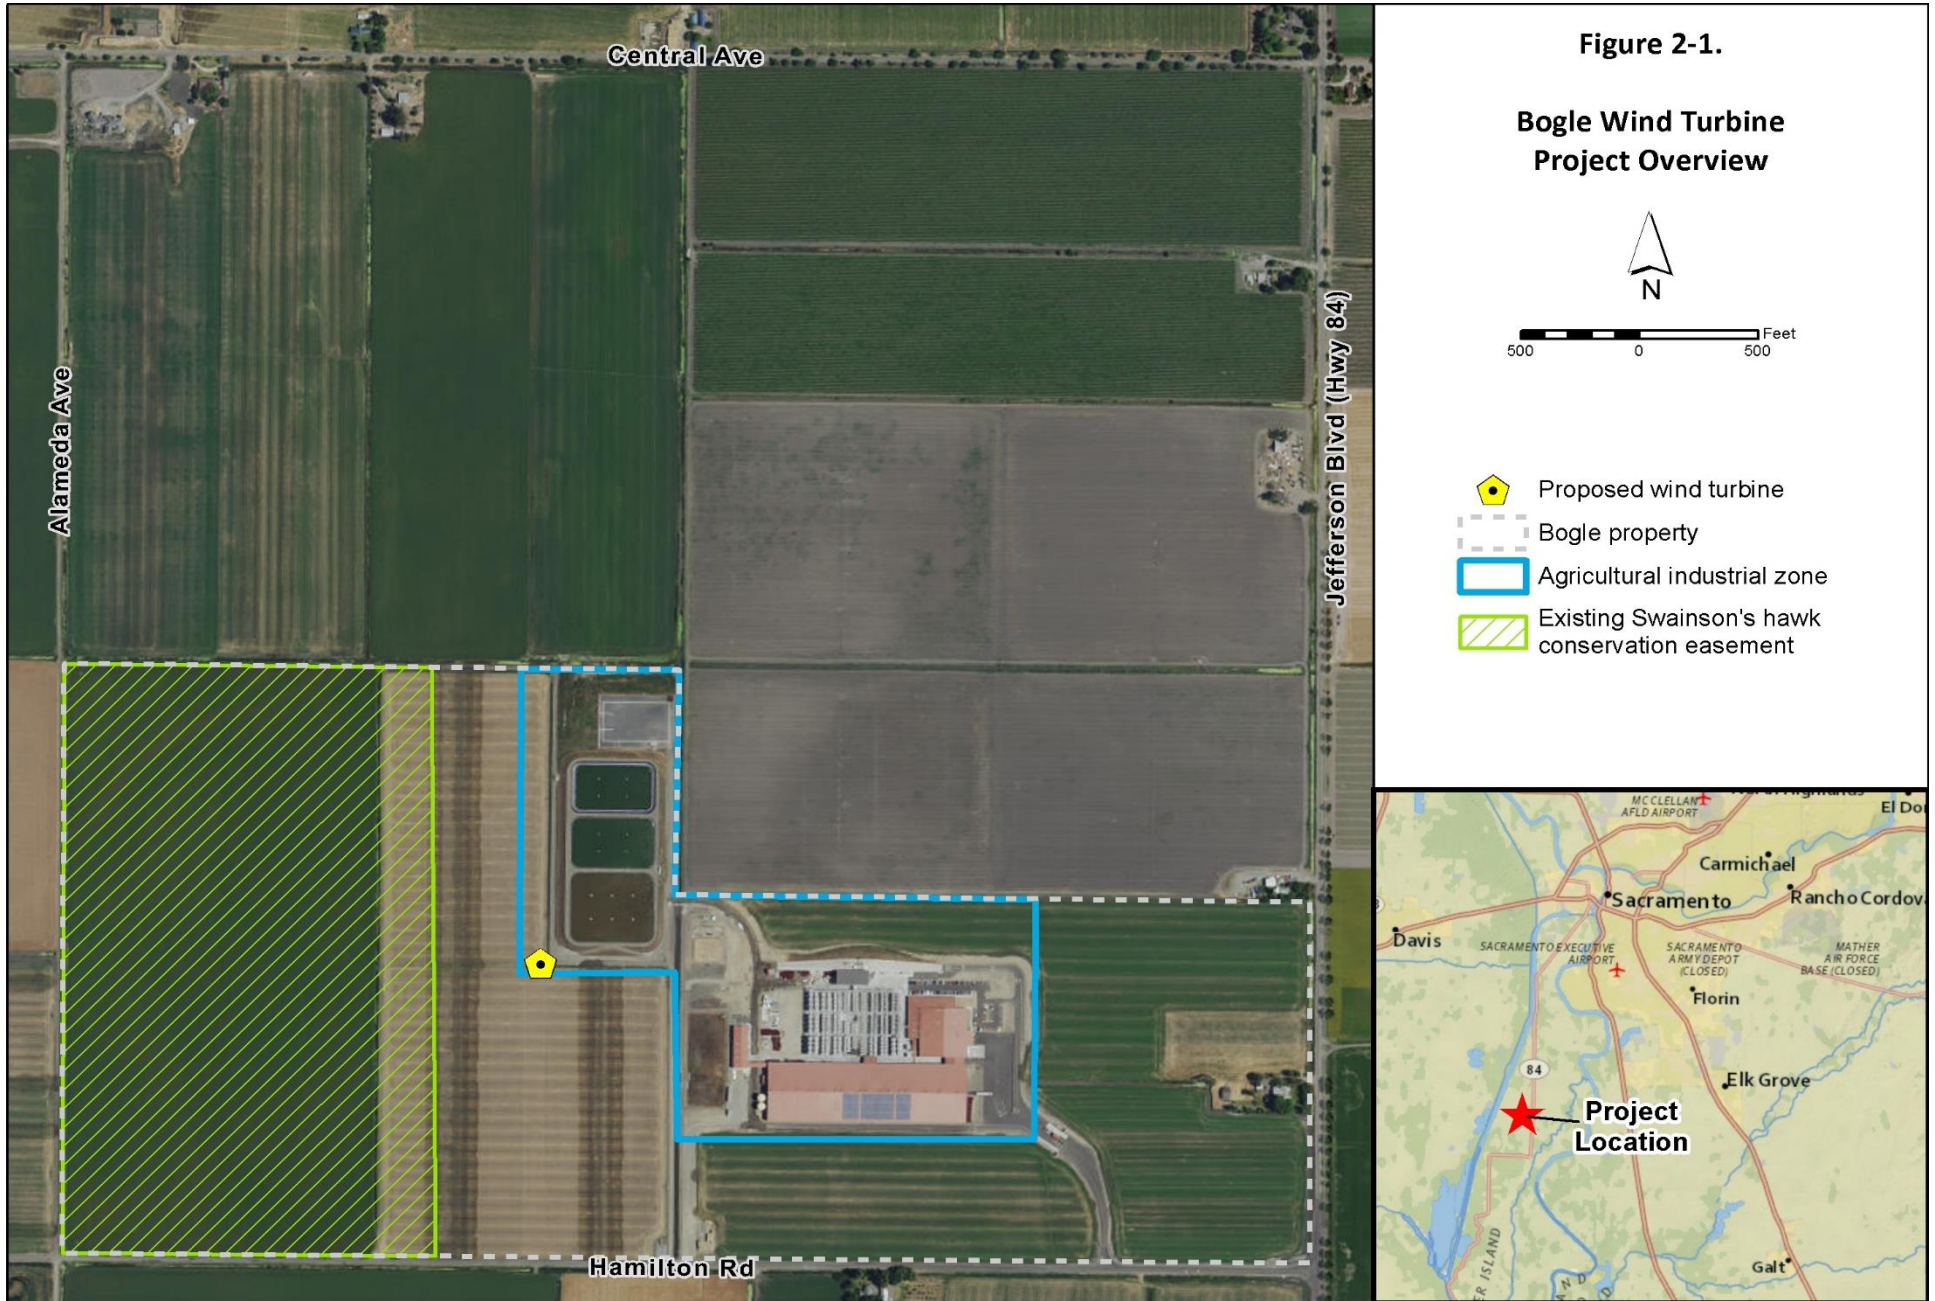 Central Ave
Alameda Ave
Jefferson Blvd (Hwy 84)
Hamilton Rd
Figure 2-1.
Bogle Wind Turbine
Project Overview
N
Feet
500 0 500
Proposed wind turbine
Bogle property
Agricultural industrial zone
Existing Swainson's hawk
conservation easement
MCCLELLAN
AFLD AIRPORT
El Do
Carmichael
Sacramento
Rancho Cordov
Davis
SACRAMENTO EXECUTIVE
AIRPORT
SACRAMENTO
ARMY DEPOT
(CLOSED)
MATHER
AIR FORCE
BASE (CLOSED)
Florin
84
Elk Grove
Project
Location
ER ISLAND
Galt